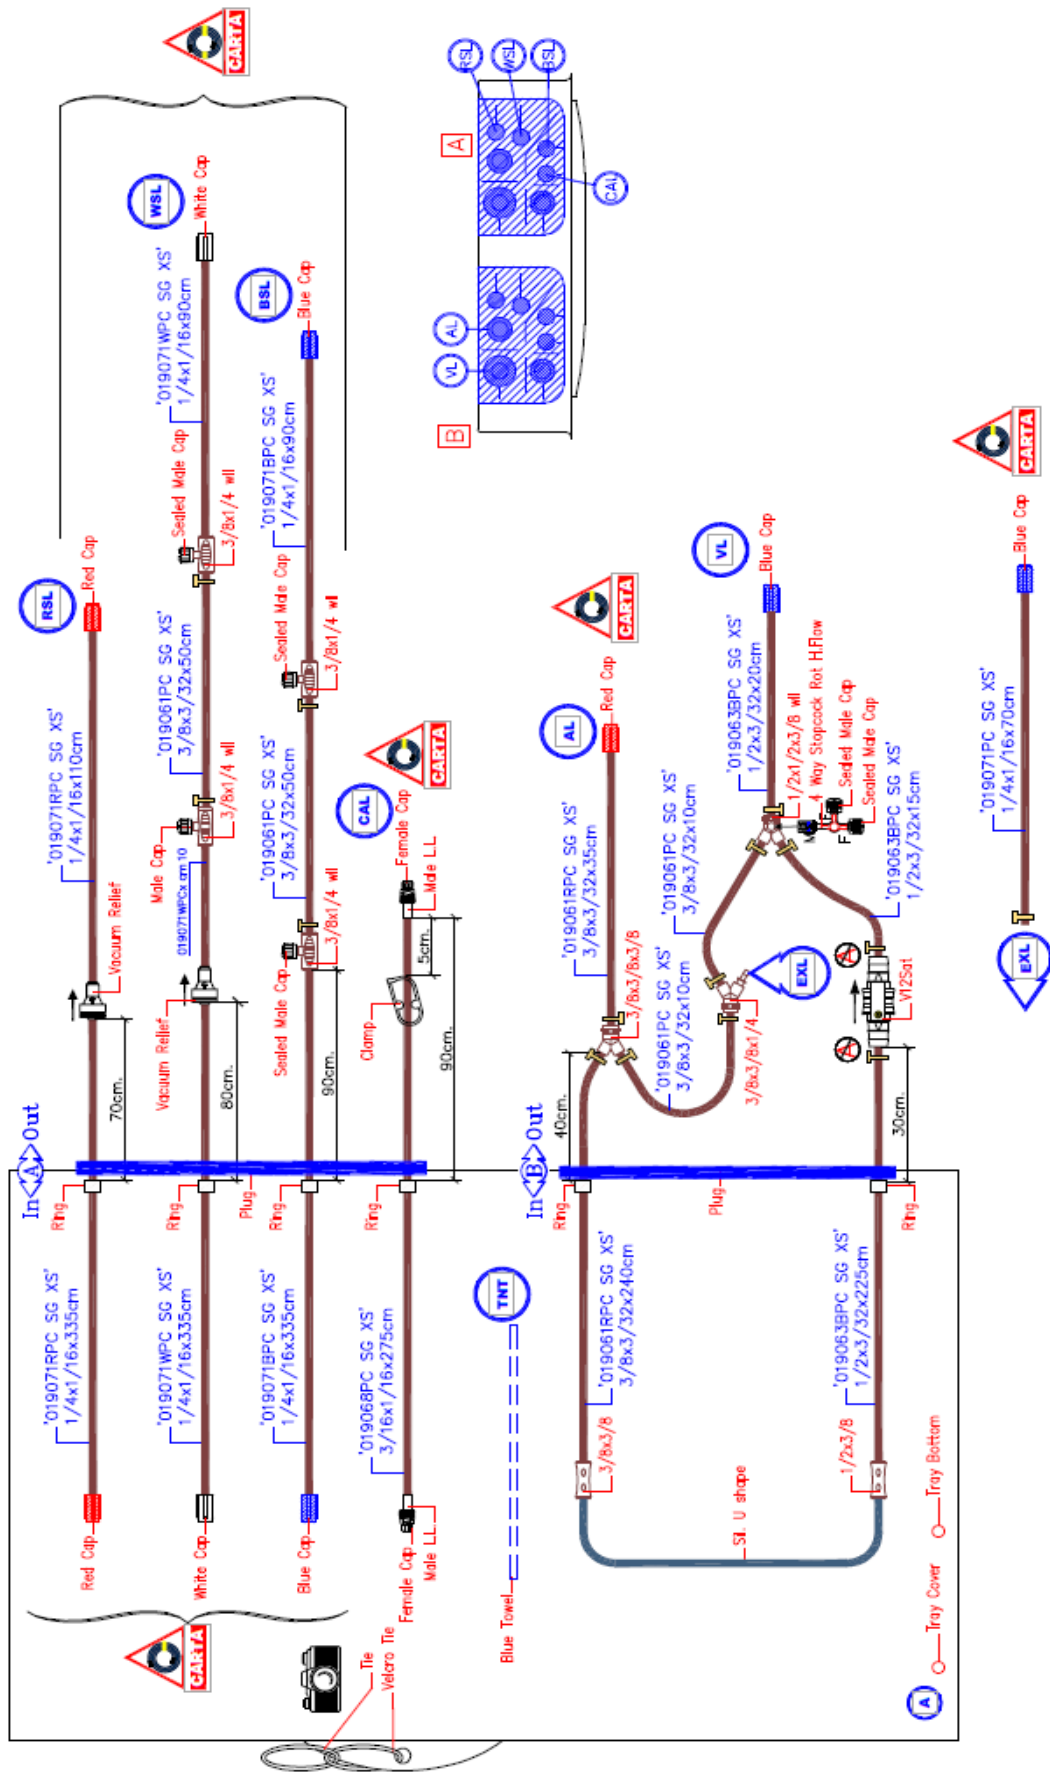 CARTA
RSL
'019071RPC SG XS'
1/4x1/16x335cm
Red Cap
Ring
70cm.
Vacuum Relief
'019071RPC SG XS'
1/4x1/16x110cm
Red Cap
WSL
'019071WPC SG XS'
1/4x1/16x335cm
White Cap
Ring
80cm.
Vacuum Relief
019071WPCx cm 10
Male Cap
3/8x1/4 wll
'019061PC SG XS'
3/8x3/32x50cm
Sealed Male Cap
3/8x1/4 wll
'019071WPC SG XS'
1/4x1/16x90cm
White Cap
BSL
'019071BPC SG XS'
1/4x1/16x335cm
Blue Cap
Ring
Plug
90cm.
Sealed Male Cap
3/8x1/4 wll
'019061PC SG XS'
3/8x3/32x50cm
Sealed Male Cap
3/8x1/4 wll
'019071BPC SG XS'
1/4x1/16x90cm
Blue Cap
CAL
'019068PC SG XS'
3/16x1/16x275cm
Female Cap
Male LL.
Ring
90cm.
Clamp
5cm.
Male LL
Female Cap
CARTA
CARTA
In A Out
Tie
Velcro Tie
TNT
Blue Towel
In B Out
AL
'019061RPC SG XS'
3/8x3/32x240cm
3/8x3/8
Ring
Plug
40cm.
3/8x3/8x3/8
'019061RPC SG XS'
3/8x3/32x35cm
Red Cap
CARTA
'019061PC SG XS'
3/8x3/32x10cm
3/8x3/8x1/4
EXL
'019061PC SG XS'
3/8x3/32x10cm
VL
'019063BPC SG XS'
1/2x3/32x20cm
Blue Cap
1/2x1/2x3/8 wll
4 Way Stopcock Rot H.Flow
Sealed Male Cap
Sealed Male Cap
M
F
F
'019063BPC SG XS'
1/2x3/32x15cm
A
V12Sat
A
30cm.
Ring
'019063BPC SG XS'
1/2x3/32x225cm
1/2x3/8
Sil. U shape
A
Tray Cover
Tray Bottom
EXL
'019071PC SG XS'
1/4x1/16x70cm
Blue Cap
CARTA
A
RSL
WSL
BSL
CAL
B
AL
VL